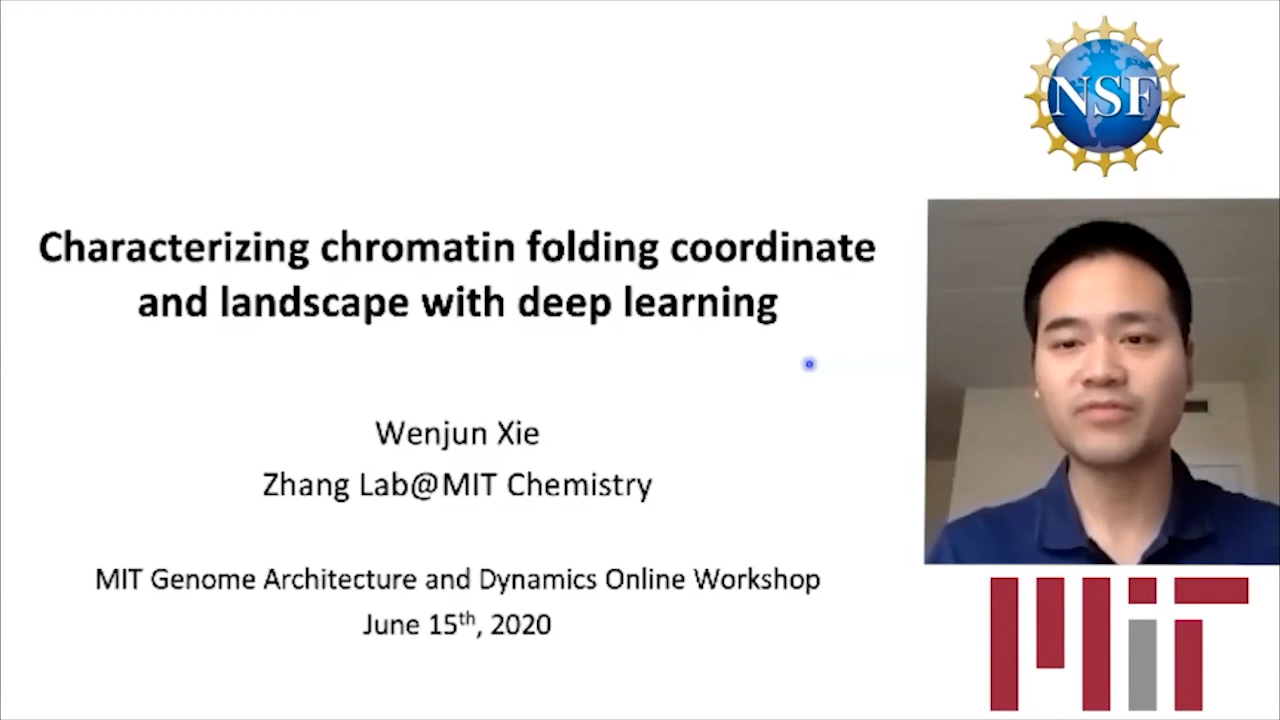 NSF
Characterizing chromatin folding coordinate
and landscape with deep learning
Wenjun Xie
Zhang Lab@MIT Chemistry
MIT Genome Architecture and Dynamics Online Workshop
June 15th, 2020
MIT